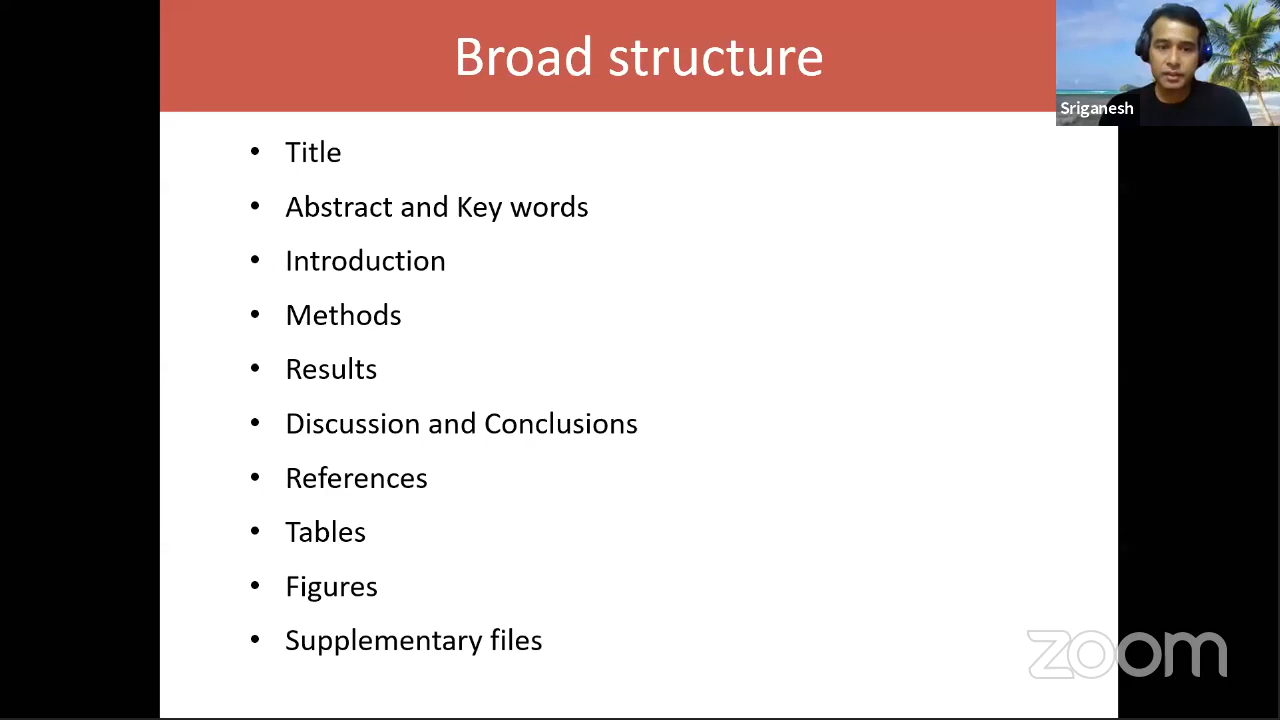 Broad structure
Sriganesh
• Title
• Abstract and Key words
• Introduction
• Methods
• Results
• Discussion and Conclusions
• References
• Tables
• Figures
• Supplementary files
zoom